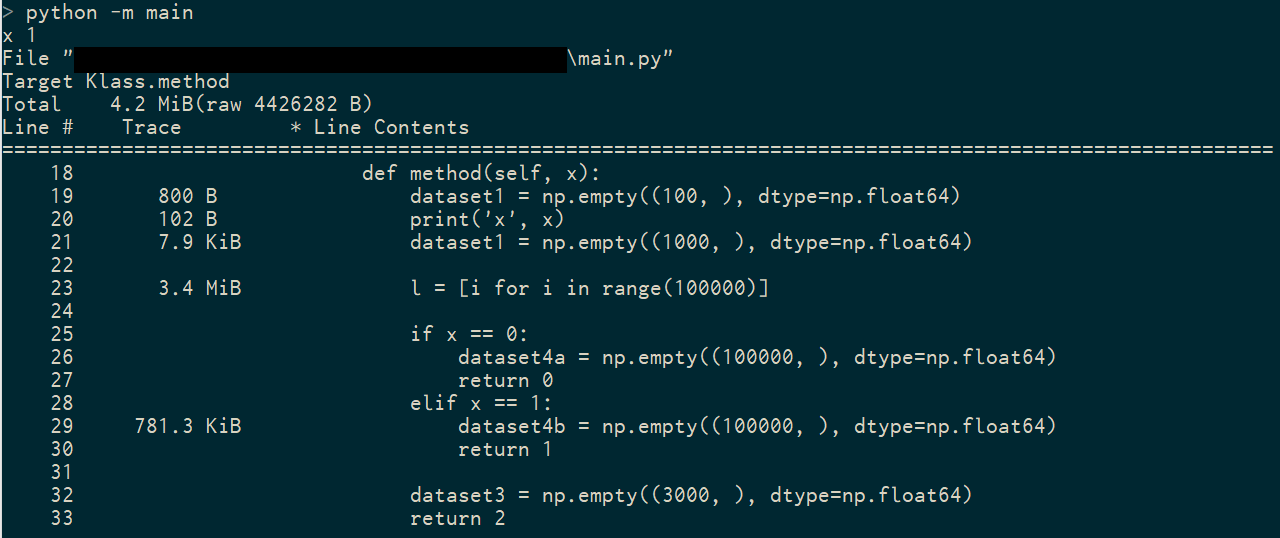 > python -m main
x 1
File "\main.py"
Target Klass.method
Total    4.2 MiB(raw 4426282 B)
Line #    Trace         * Line Contents
==========================================================================================================
    18                        def method(self, x):
    19       800 B                dataset1 = np.empty((100, ), dtype=np.float64)
    20       102 B                print('x', x)
    21       7.9 KiB              dataset1 = np.empty((1000, ), dtype=np.float64)
    22
    23       3.4 MiB              l = [i for i in range(100000)]
    24
    25                            if x == 0:
    26                                dataset4a = np.empty((100000, ), dtype=np.float64)
    27                                return 0
    28                            elif x == 1:
    29     781.3 KiB                  dataset4b = np.empty((100000, ), dtype=np.float64)
    30                                return 1
    31
    32                            dataset3 = np.empty((3000, ), dtype=np.float64)
    33                            return 2